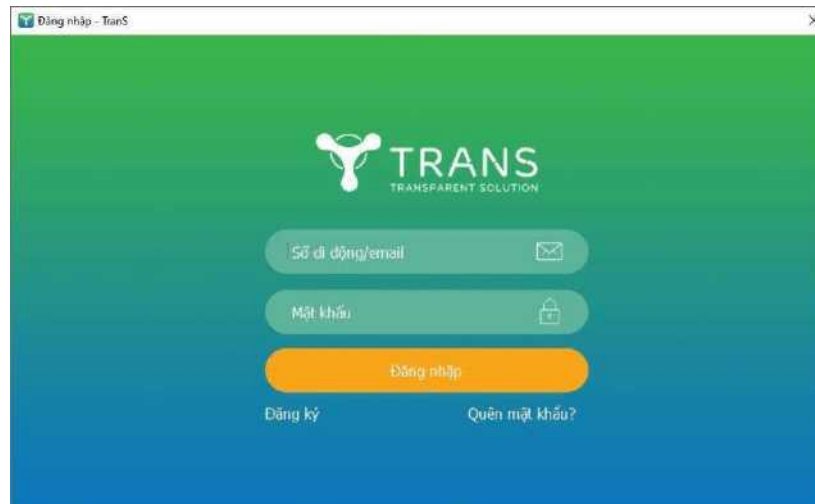 Đăng nhập - TranS
TRANS
TRANSPARENT SOLUTION
Số di động/email
Mật khẩu
Đăng nhập
Đăng ký
Quên mật khẩu?